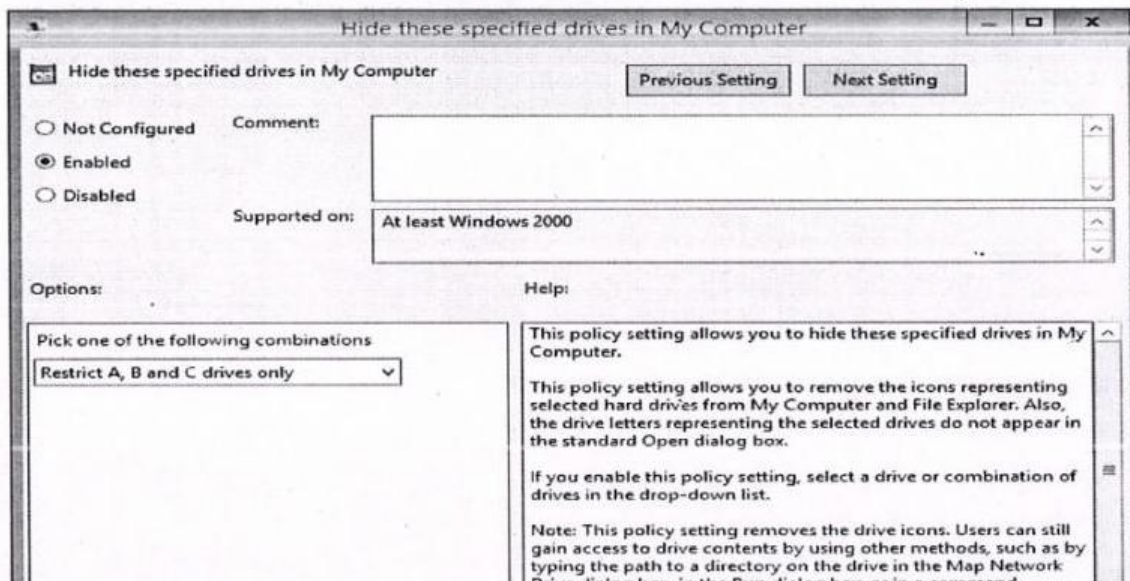 Hide these specified drives in My Computer
Hide these specified drives in My Computer
Previous Setting
Next Setting
Not Configured
Enabled
Disabled
Comment:
Supported on:
At least Windows 2000
Options:
Help:
Pick one of the following combinations
Restrict A, B and C drives only
This policy setting allows you to hide these specified drives in My
Computer.
This policy setting allows you to remove the icons representing
selected hard drives from My Computer and File Explorer. Also,
the drive letters representing the selected drives do not appear in
the standard Open dialog box.
If you enable this policy setting, select a drive or combination of
drives in the drop-down list.
Note: This policy setting removes the drive icons. Users can still
gain access to drive contents by using other methods, such as by
typing the path to a directory on the drive in the Map Network